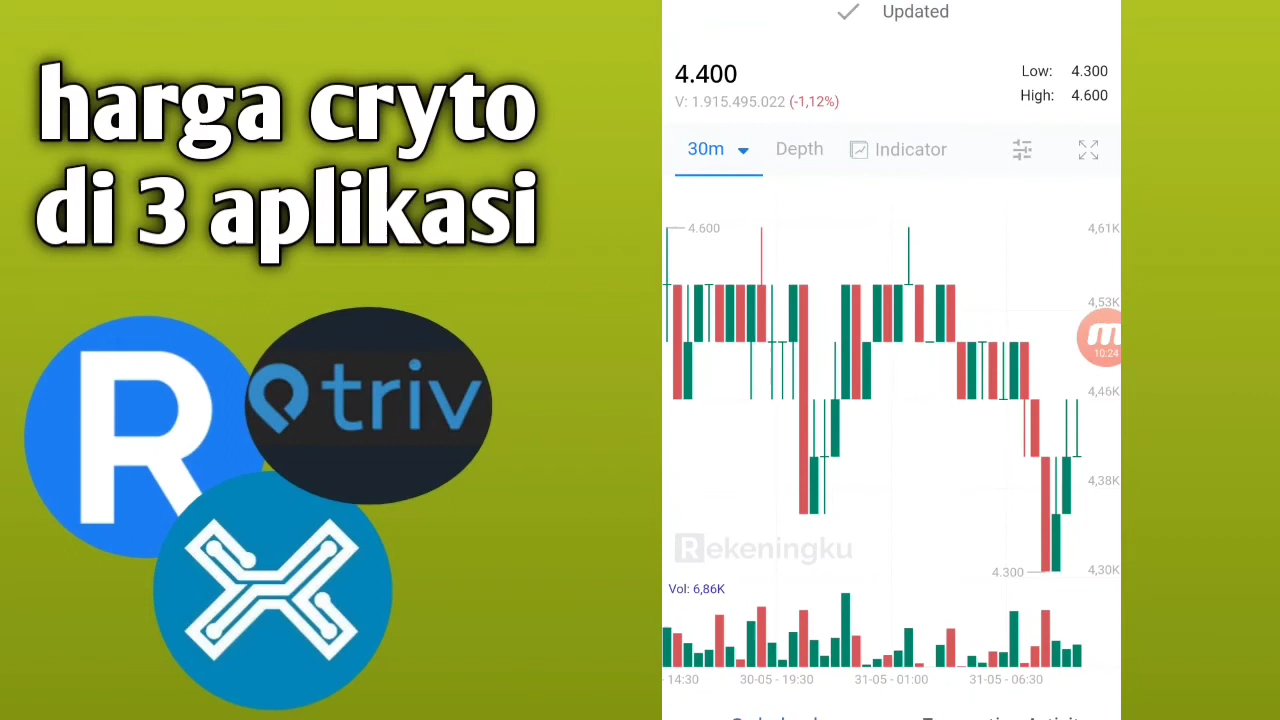 harga cryto
di 3 aplikasi
R
triv
Updated
4.400
V: 1.915.495.022 (-1,12%)
Low: 4.300
High: 4.600
30m
Depth
Indicator
4.600
4,61K
4,53K
10.24
4,46K
4,38K
Rekeningku
4.300
4,30K
Vol: 6,86K
14:30
30-05 - 19:30
31-05 - 01:00
31-05 - 06:30